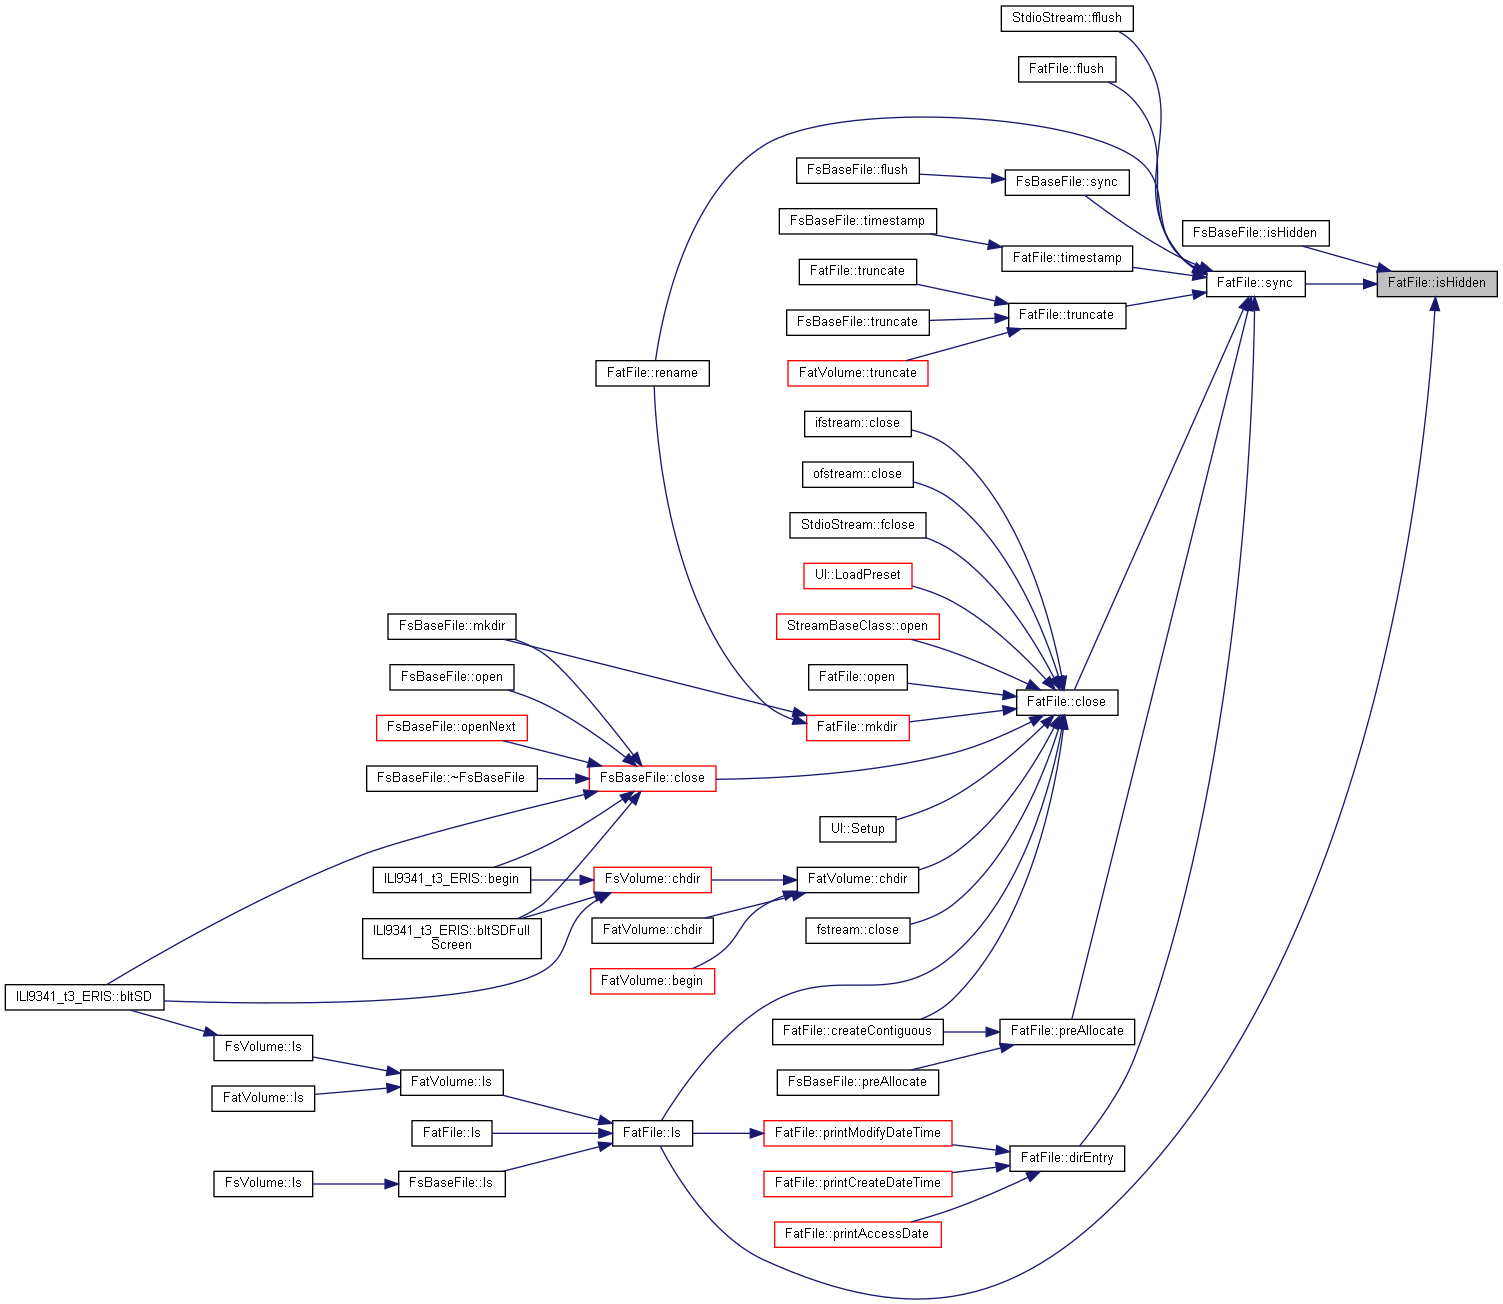 StdioStream::fflush
FatFile::flush
FsBaseFile::flush
FsBaseFile::sync
FsBaseFile::timestamp
FsBaseFile::isHidden
FatFile::timestamp
FatFile::truncate
FatFile::sync
FatFile::isHidden
FsBaseFile::truncate
FatFile::truncate
FatFile::rename
FatVolume::truncate
ifstream::close
ofstream::close
StdioStream::fclose
UI::LoadPreset
FsBaseFile::mkdir
StreamBaseClass::open
FsBaseFile::open
FatFile::open
FatFile::close
FsBaseFile::openNext
FatFile::mkdir
FsBaseFile::~FsBaseFile
FsBaseFile::close
UI::Setup
ILI9341_t3_ERIS::begin
FsVolume::chdir
FatVolume::chdir
ILI9341_t3_ERIS::bltSDFull
Screen
FatVolume::chdir
fstream::close
FatVolume::begin
ILI9341_t3_ERIS::bltSD
FatFile::createContiguous
FatFile::preAllocate
FsVolume::ls
FatVolume::ls
FsBaseFile::preAllocate
FatVolume::ls
FatFile::ls
FatFile::ls
FatFile::printModifyDateTime
FatFile::dirEntry
FsVolume::ls
FsBaseFile::ls
FatFile::printCreateDateTime
FatFile::printAccessDate